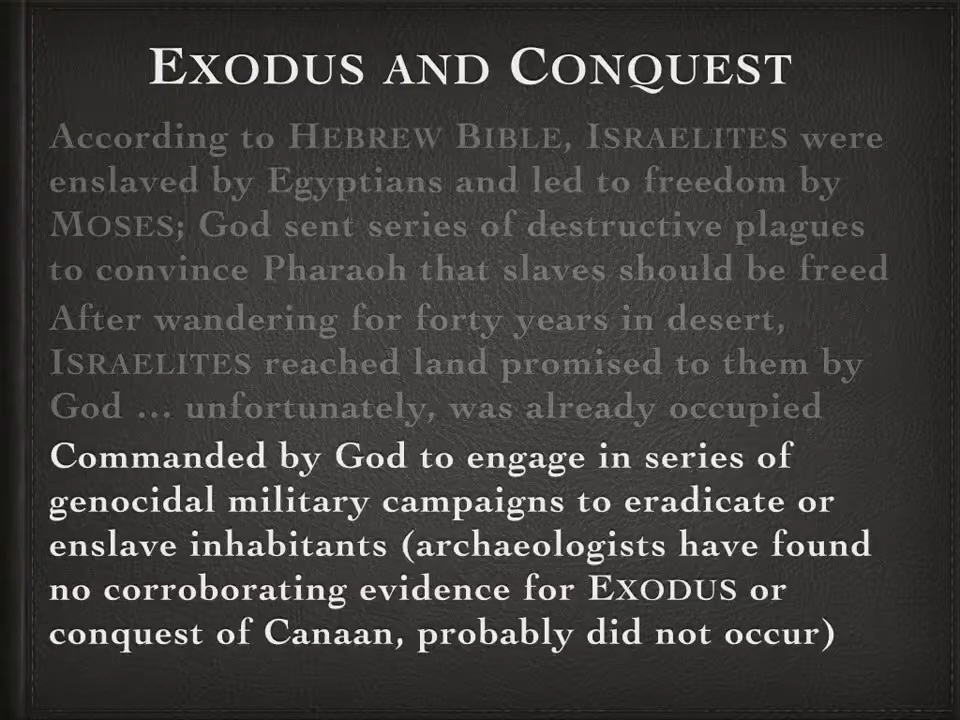 EXODUS AND CONQUEST
According to HEBREW BIBLE, ISRAELITES were
enslaved by Egyptians and led to freedom by
MOSES; God sent series of destructive plagues
to convince Pharaoh that slaves should be freed
After wandering for forty years in desert,
ISRAELITES reached land promised to them by
God ... unfortunately, was already occupied
Commanded by God to engage in series of
genocidal military campaigns to eradicate or
enslave inhabitants (archaeologists have found
no corroborating evidence for EXODUS or
conquest of Canaan, probably did not occur)